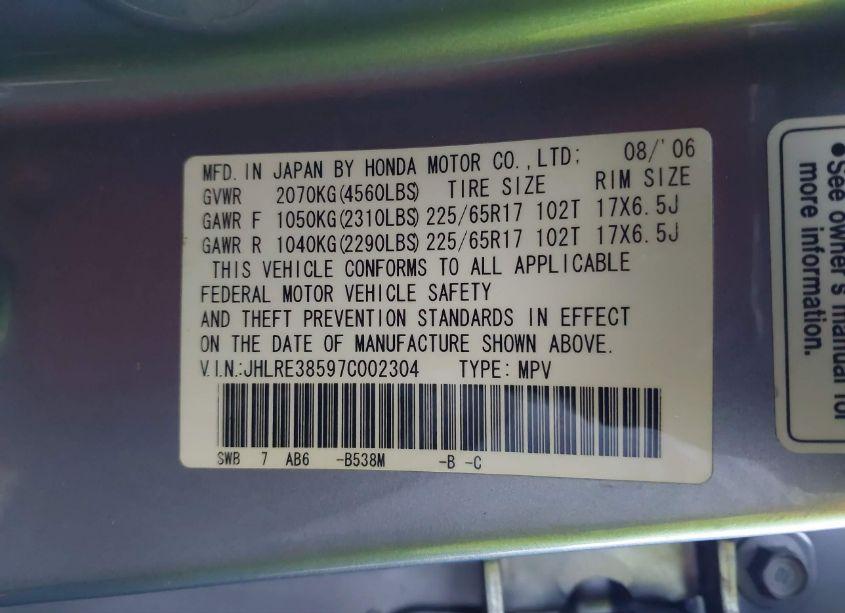 MFD. IN JAPAN BY HONDA MOTOR CO.,LTD; 08/'06
GVWR 2070KG(4560LBS) TIRE SIZE RIM SIZE
GAWR F 1050KG(2310LBS) 225/65R17 102T 17X6.5J
GAWR R 1040KG(2290LBS) 225/65R17 102T 17X6.5J
THIS VEHICLE CONFORMS TO ALL APPLICABLE
FEDERAL MOTOR VEHICLE SAFETY
AND THEFT PREVENTION STANDARDS IN EFFECT
ON THE DATE OF MANUFACTURE SHOWN ABOVE.
V.I.N.:JHLRE38597C002304 TYPE: MPV
SWB 7 AB6 -B538M -B -C
●See owner's manual for
more information.